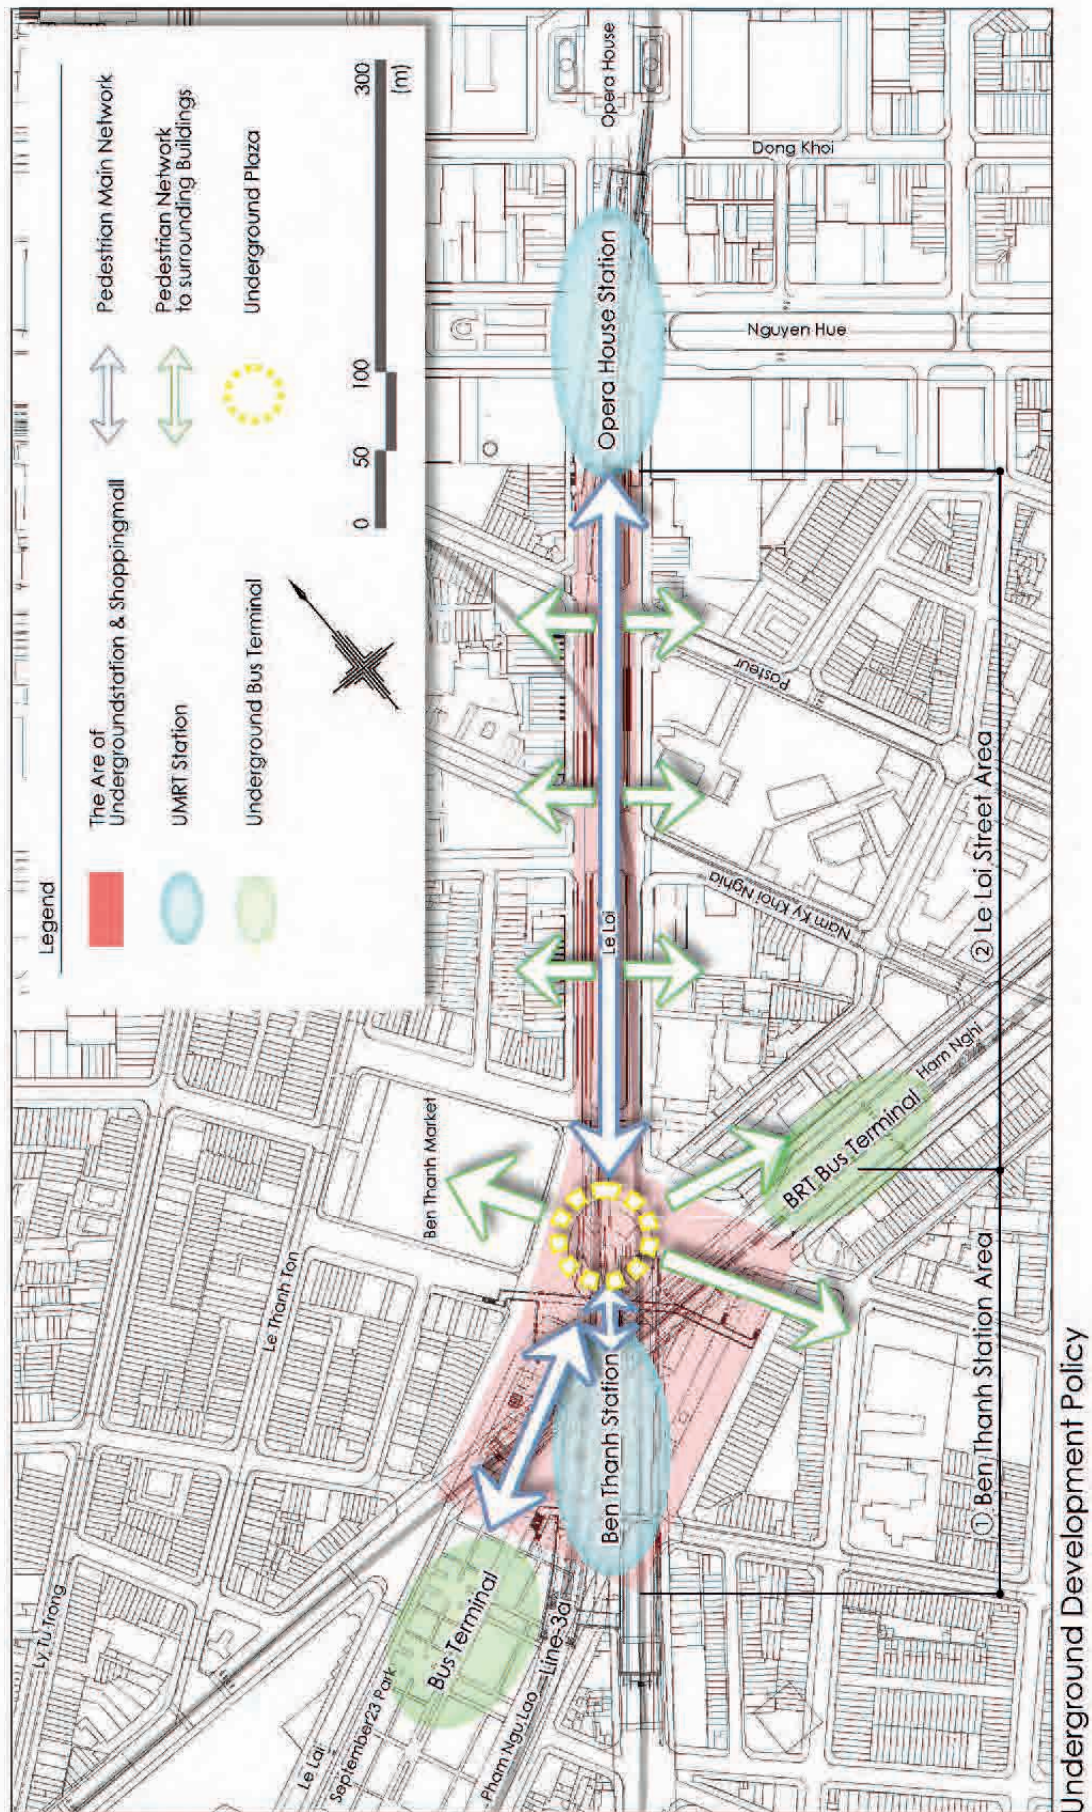 Legend
The Are of
Undergroundstation & Shoppingmall
UMRT Station
Underground Bus Terminal
Pedestrian Main Network
Pedestrian Network
to surrounding Buildings
Underground Plaza
0
50
100
300
(m)
Opera House
Dong Khoi
Opera House Station
Nguyen Hue
Pasteur
Nam Ky Khoi Nghia
② Le Loi Street Area
Le Loi
Ham Nghi
BRT Bus Terminal
Ben Thanh Market
Le Thanh Ton
Ben Thanh Station
① Ben Thanh Station Area
Ly Tu Trong
Bus Terminal
Line-3a
Le Lai
September23 Park
Pham Ngu Lao
Underground Development Policy